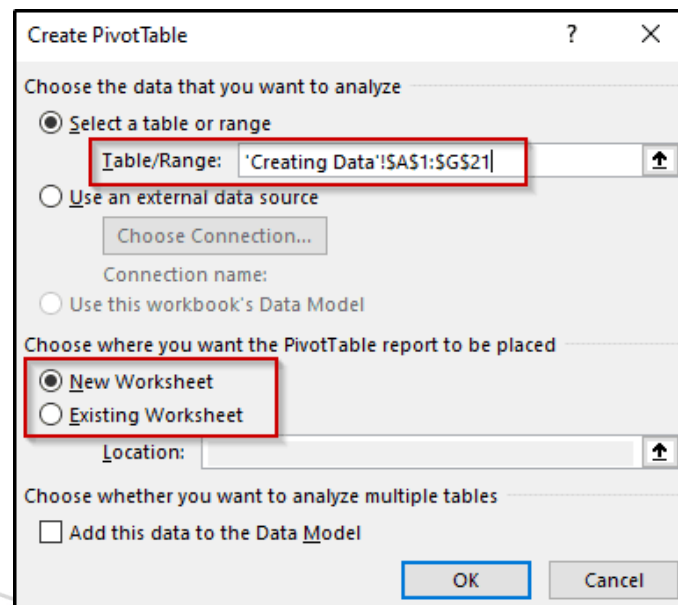 Create PivotTable ?
Choose the data that you want to analyze
Select a table or range
Table/Range: 'Creating Data'!$A$1:$G$21
Use an external data source
Choose Connection...
Connection name:
Use this workbook's Data Model
Choose where you want the PivotTable report to be placed
New Worksheet
Existing Worksheet
Location:
Choose whether you want to analyze multiple tables
Add this data to the Data Model
OK Cancel